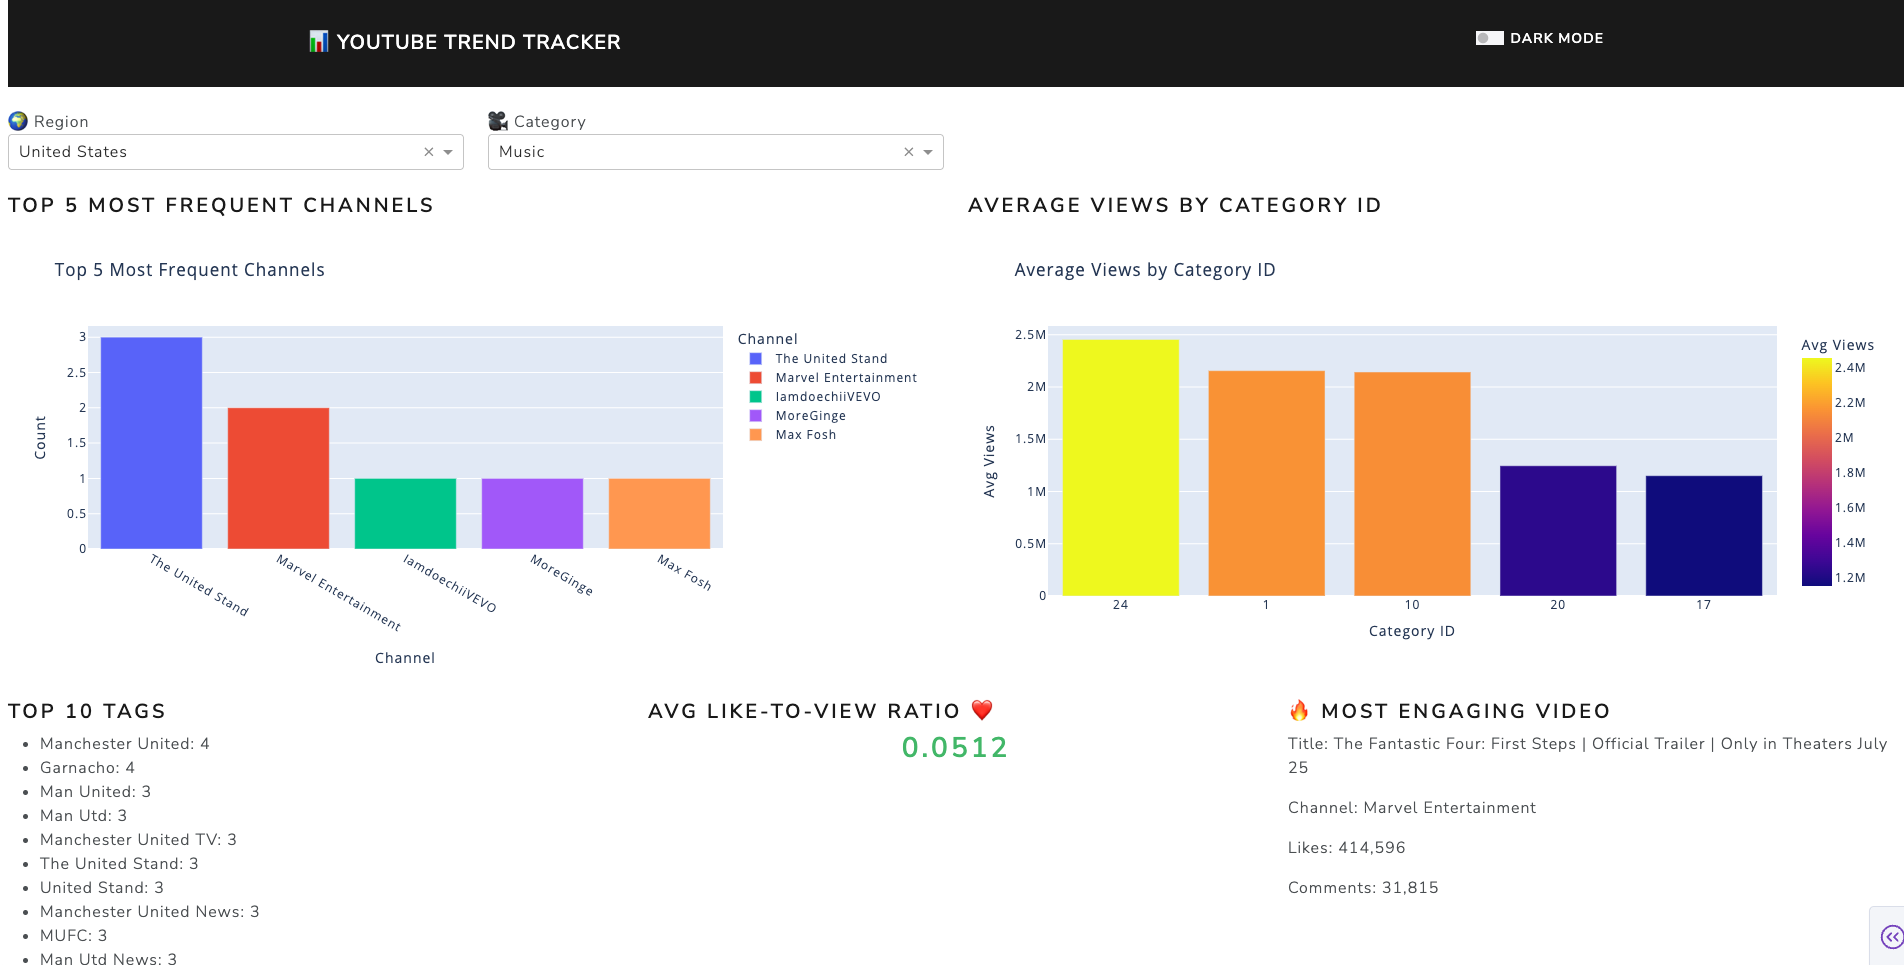 📊 YOUTUBE TREND TRACKER
DARK MODE
🌍 Region
United States
🎥 Category
Music
TOP 5 MOST FREQUENT CHANNELS
Top 5 Most Frequent Channels
3
2.5
2
1.5
1
0.5
0
Count
The United Stand
Marvel Entertainment
IamdoechiiVEVO
MoreGinge
Max Fosh
Channel
Channel
The United Stand
Marvel Entertainment
IamdoechiiVEVO
MoreGinge
Max Fosh
AVERAGE VIEWS BY CATEGORY ID
Average Views by Category ID
2.5M
2M
1.5M
1M
0.5M
0
Avg Views
24
1
10
20
17
Category ID
Avg Views
2.4M
2.2M
2M
1.8M
1.6M
1.4M
1.2M
TOP 10 TAGS
• Manchester United: 4
• Garnacho: 4
• Man United: 3
• Man Utd: 3
• Manchester United TV: 3
• The United Stand: 3
• United Stand: 3
• Manchester United News: 3
• MUFC: 3
• Man Utd News: 3
AVG LIKE-TO-VIEW RATIO ❤️
0.0512
🔥 MOST ENGAGING VIDEO
Title: The Fantastic Four: First Steps | Official Trailer | Only in Theaters July
25
Channel: Marvel Entertainment
Likes: 414,596
Comments: 31,815